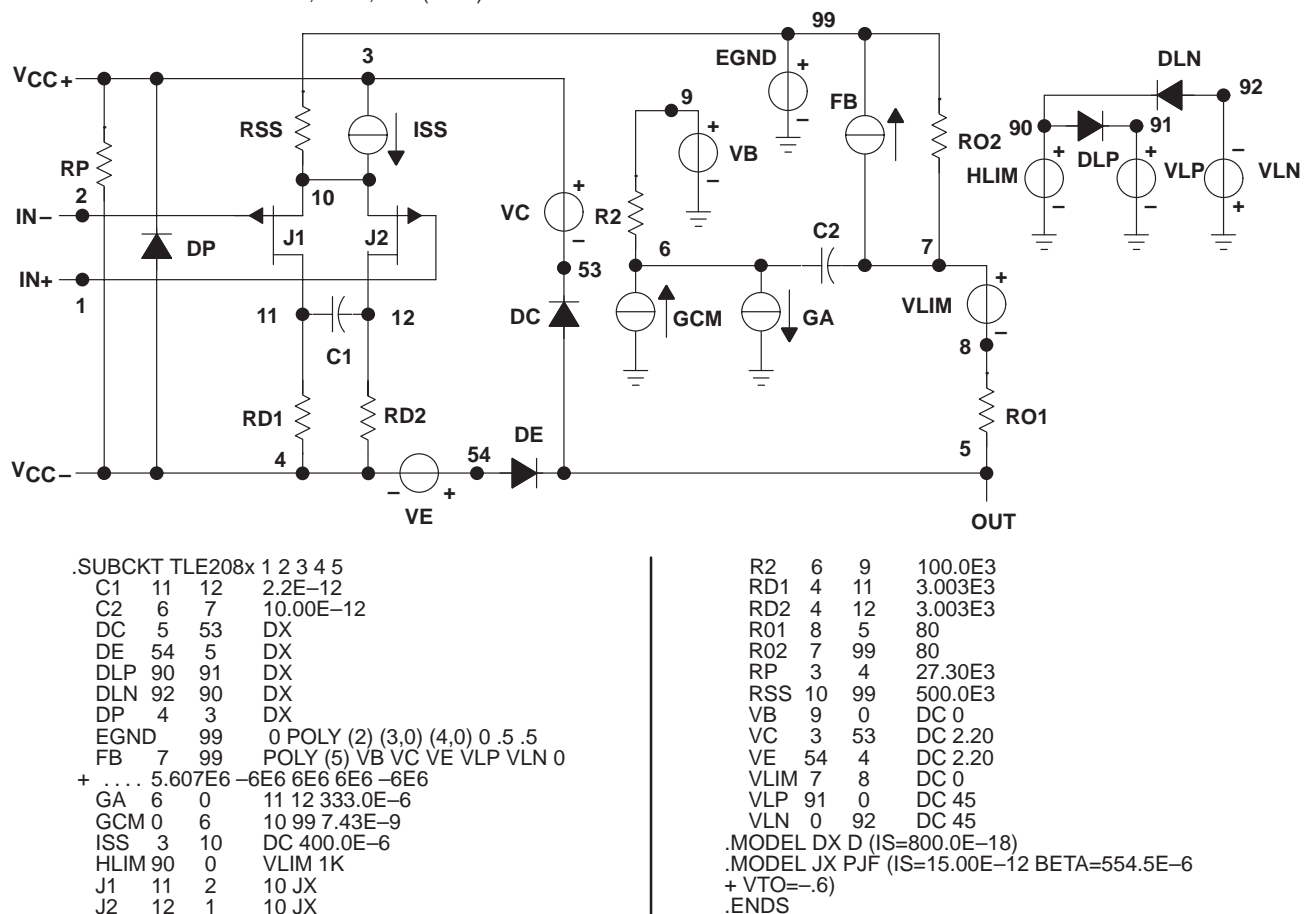 99
3
VCC+
EGND
+
–
FB
DLN
92
9
RSS
ISS
VB
+
–
RO2
90
91
DLP
HLIM
+
–
+
–
VLP
–
+
VLN
RP
2
10
IN–
J1
J2
VC
+
–
R2
C2
DP
6
7
IN+
1
53
GCM
GA
VLIM
+
–
11
12
DC
8
C1
RD1
RD2
RO1
DE
4
54
5
VCC–
–
+
VE
OUT
.SUBCKT TLE208x 1 2 3 4 5
C1 11 12 2.2E–12
C2 6 7 10.00E–12
DC 5 53 DX
DE 54 5 DX
DLP 90 91 DX
DLN 92 90 DX
DP 4 3 DX
EGND 99 0 POLY (2) (3,0) (4,0) 0 .5 .5
FB 7 99 POLY (5) VB VC VE VLP VLN 0
+ .... 5.607E6 –6E6 6E6 6E6 –6E6
GA 6 0 11 12 333.0E–6
GCM 0 6 10 99 7.43E–9
ISS 3 10 DC 400.0E–6
HLIM 90 0 VLIM 1K
J1 11 2 10 JX
J2 12 1 10 JX
R2 6 9 100.0E3
RD1 4 11 3.003E3
RD2 4 12 3.003E3
R01 8 5 80
R02 7 99 80
RP 3 4 27.30E3
RSS 10 99 500.0E3
VB 9 0 DC 0
VC 3 53 DC 2.20
VE 54 4 DC 2.20
VLIM 7 8 DC 0
VLP 91 0 DC 45
VLN 0 92 DC 45
.MODEL DX D (IS=800.0E–18)
.MODEL JX PJF (IS=15.00E–12 BETA=554.5E–6
+ VTO=–.6)
.ENDS